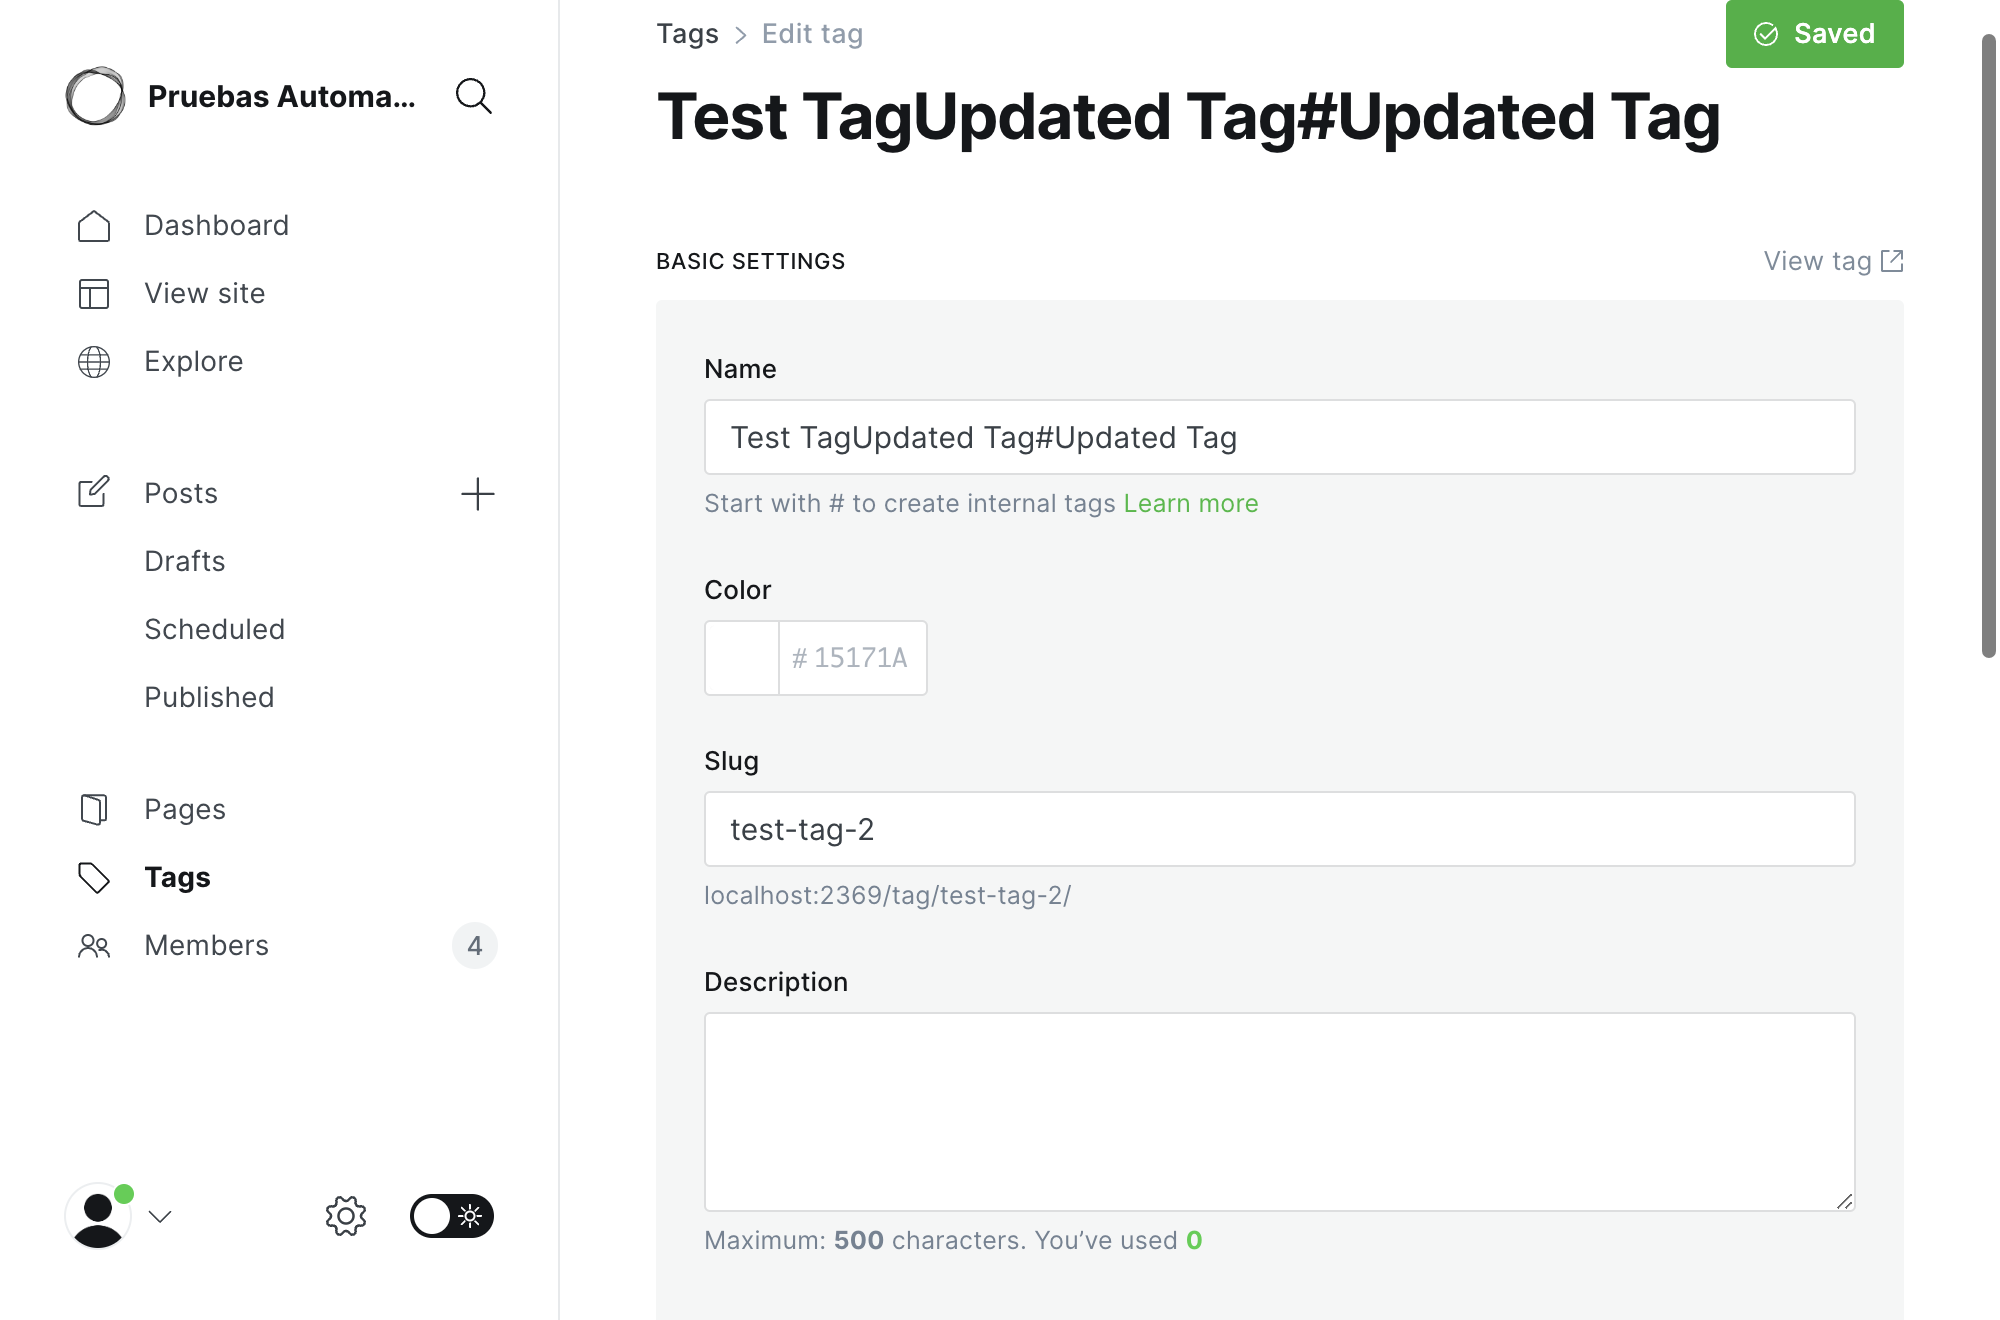 Pruebas Automa...
Dashboard
View site
Explore
Posts
Drafts
Scheduled
Published
Pages
Tags
Members
4
Tags > Edit tag
Saved
Test TagUpdated Tag#Updated Tag
BASIC SETTINGS
View tag
Name
Test TagUpdated Tag#Updated Tag
Start with # to create internal tags Learn more
Color
# 15171A
Slug
test-tag-2
localhost:2369/tag/test-tag-2/
Description
Maximum: 500 characters. You’ve used 0